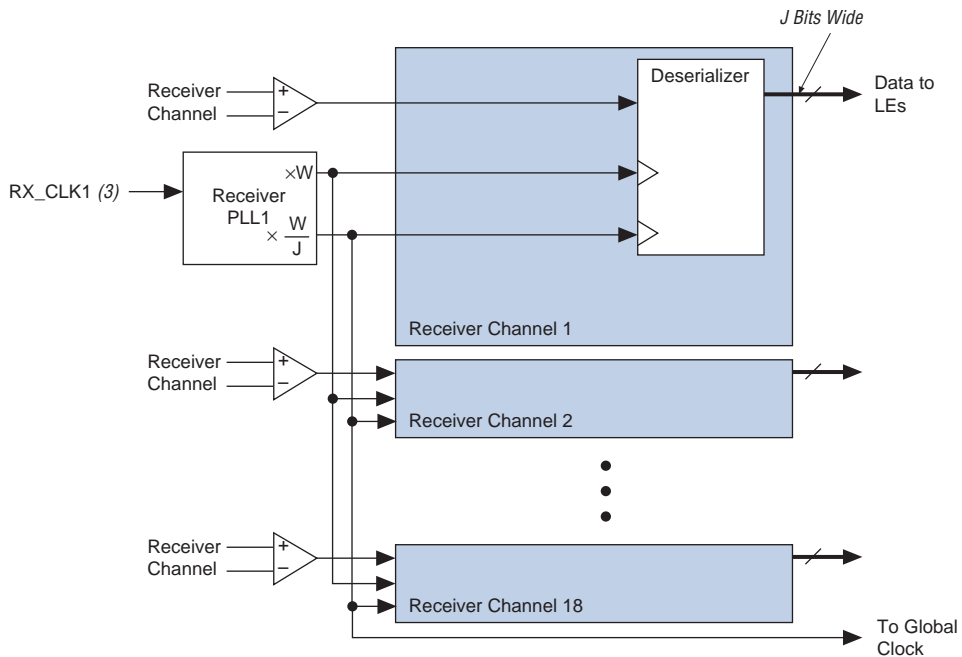 J Bits Wide
Receiver
Channel
+
−
Deserializer
Data to
LEs
RX_CLK1 (3)
Receiver
PLL1
×W
× W
J
Receiver Channel 1
Receiver
Channel
+
−
Receiver Channel 2
Receiver
Channel
+
−
Receiver Channel 18
To Global
Clock